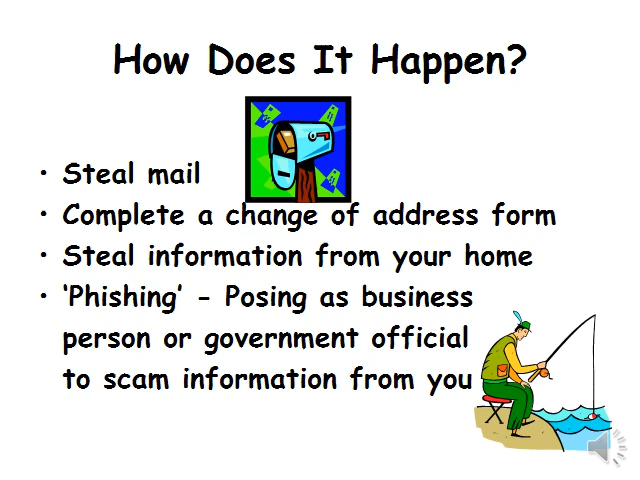 How Does It Happen?
• Steal mail
• Complete a change of address form
• Steal information from your home
• ‘Phishing’ - Posing as business
person or government official
to scam information from you